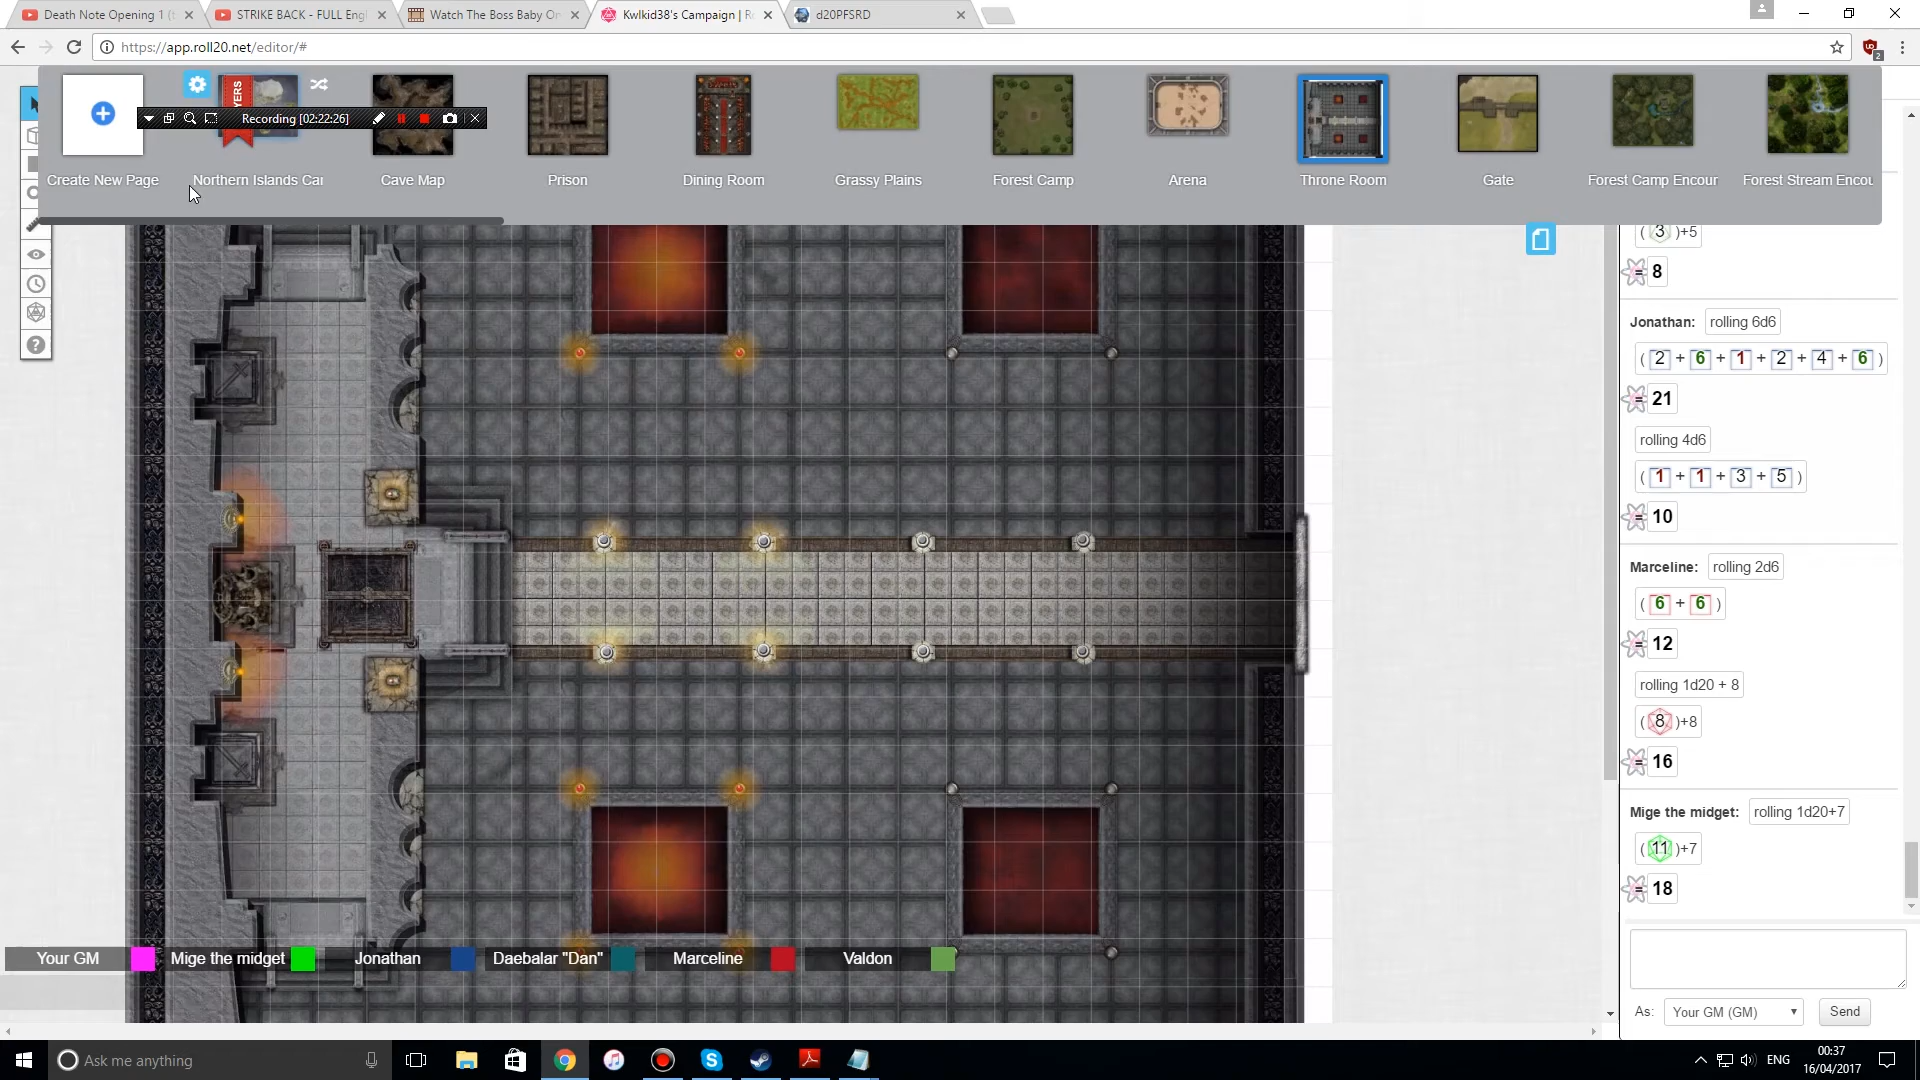 Death Note Opening 1 (
STRIKE BACK - FULL Engl
Watch The Boss Baby On
Kwlkid38's Campaign | R
d20PFSRD
https://app.roll20.net/editor/#
2
YERS
Recording [02:22:26]
Create New Page
Northern Islands Car
Cave Map
Prison
Dining Room
Grassy Plains
Forest Camp
Arena
Throne Room
Gate
Forest Camp Encour
Forest Stream Encou
( 3 )+5
= 8
Jonathan: rolling 6d6
( 2 + 6 + 1 + 2 + 4 + 6 )
= 21
rolling 4d6
( 1 + 1 + 3 + 5 )
= 10
Marceline: rolling 2d6
( 6 + 6 )
= 12
rolling 1d20 + 8
( 8 )+8
= 16
Mige the midget: rolling 1d20+7
( 11 )+7
= 18
Your GM
Mige the midget
Jonathan
Daebalar "Dan"
Marceline
Valdon
As: Your GM (GM) Send
Ask me anything
ENG
00:37
16/04/2017